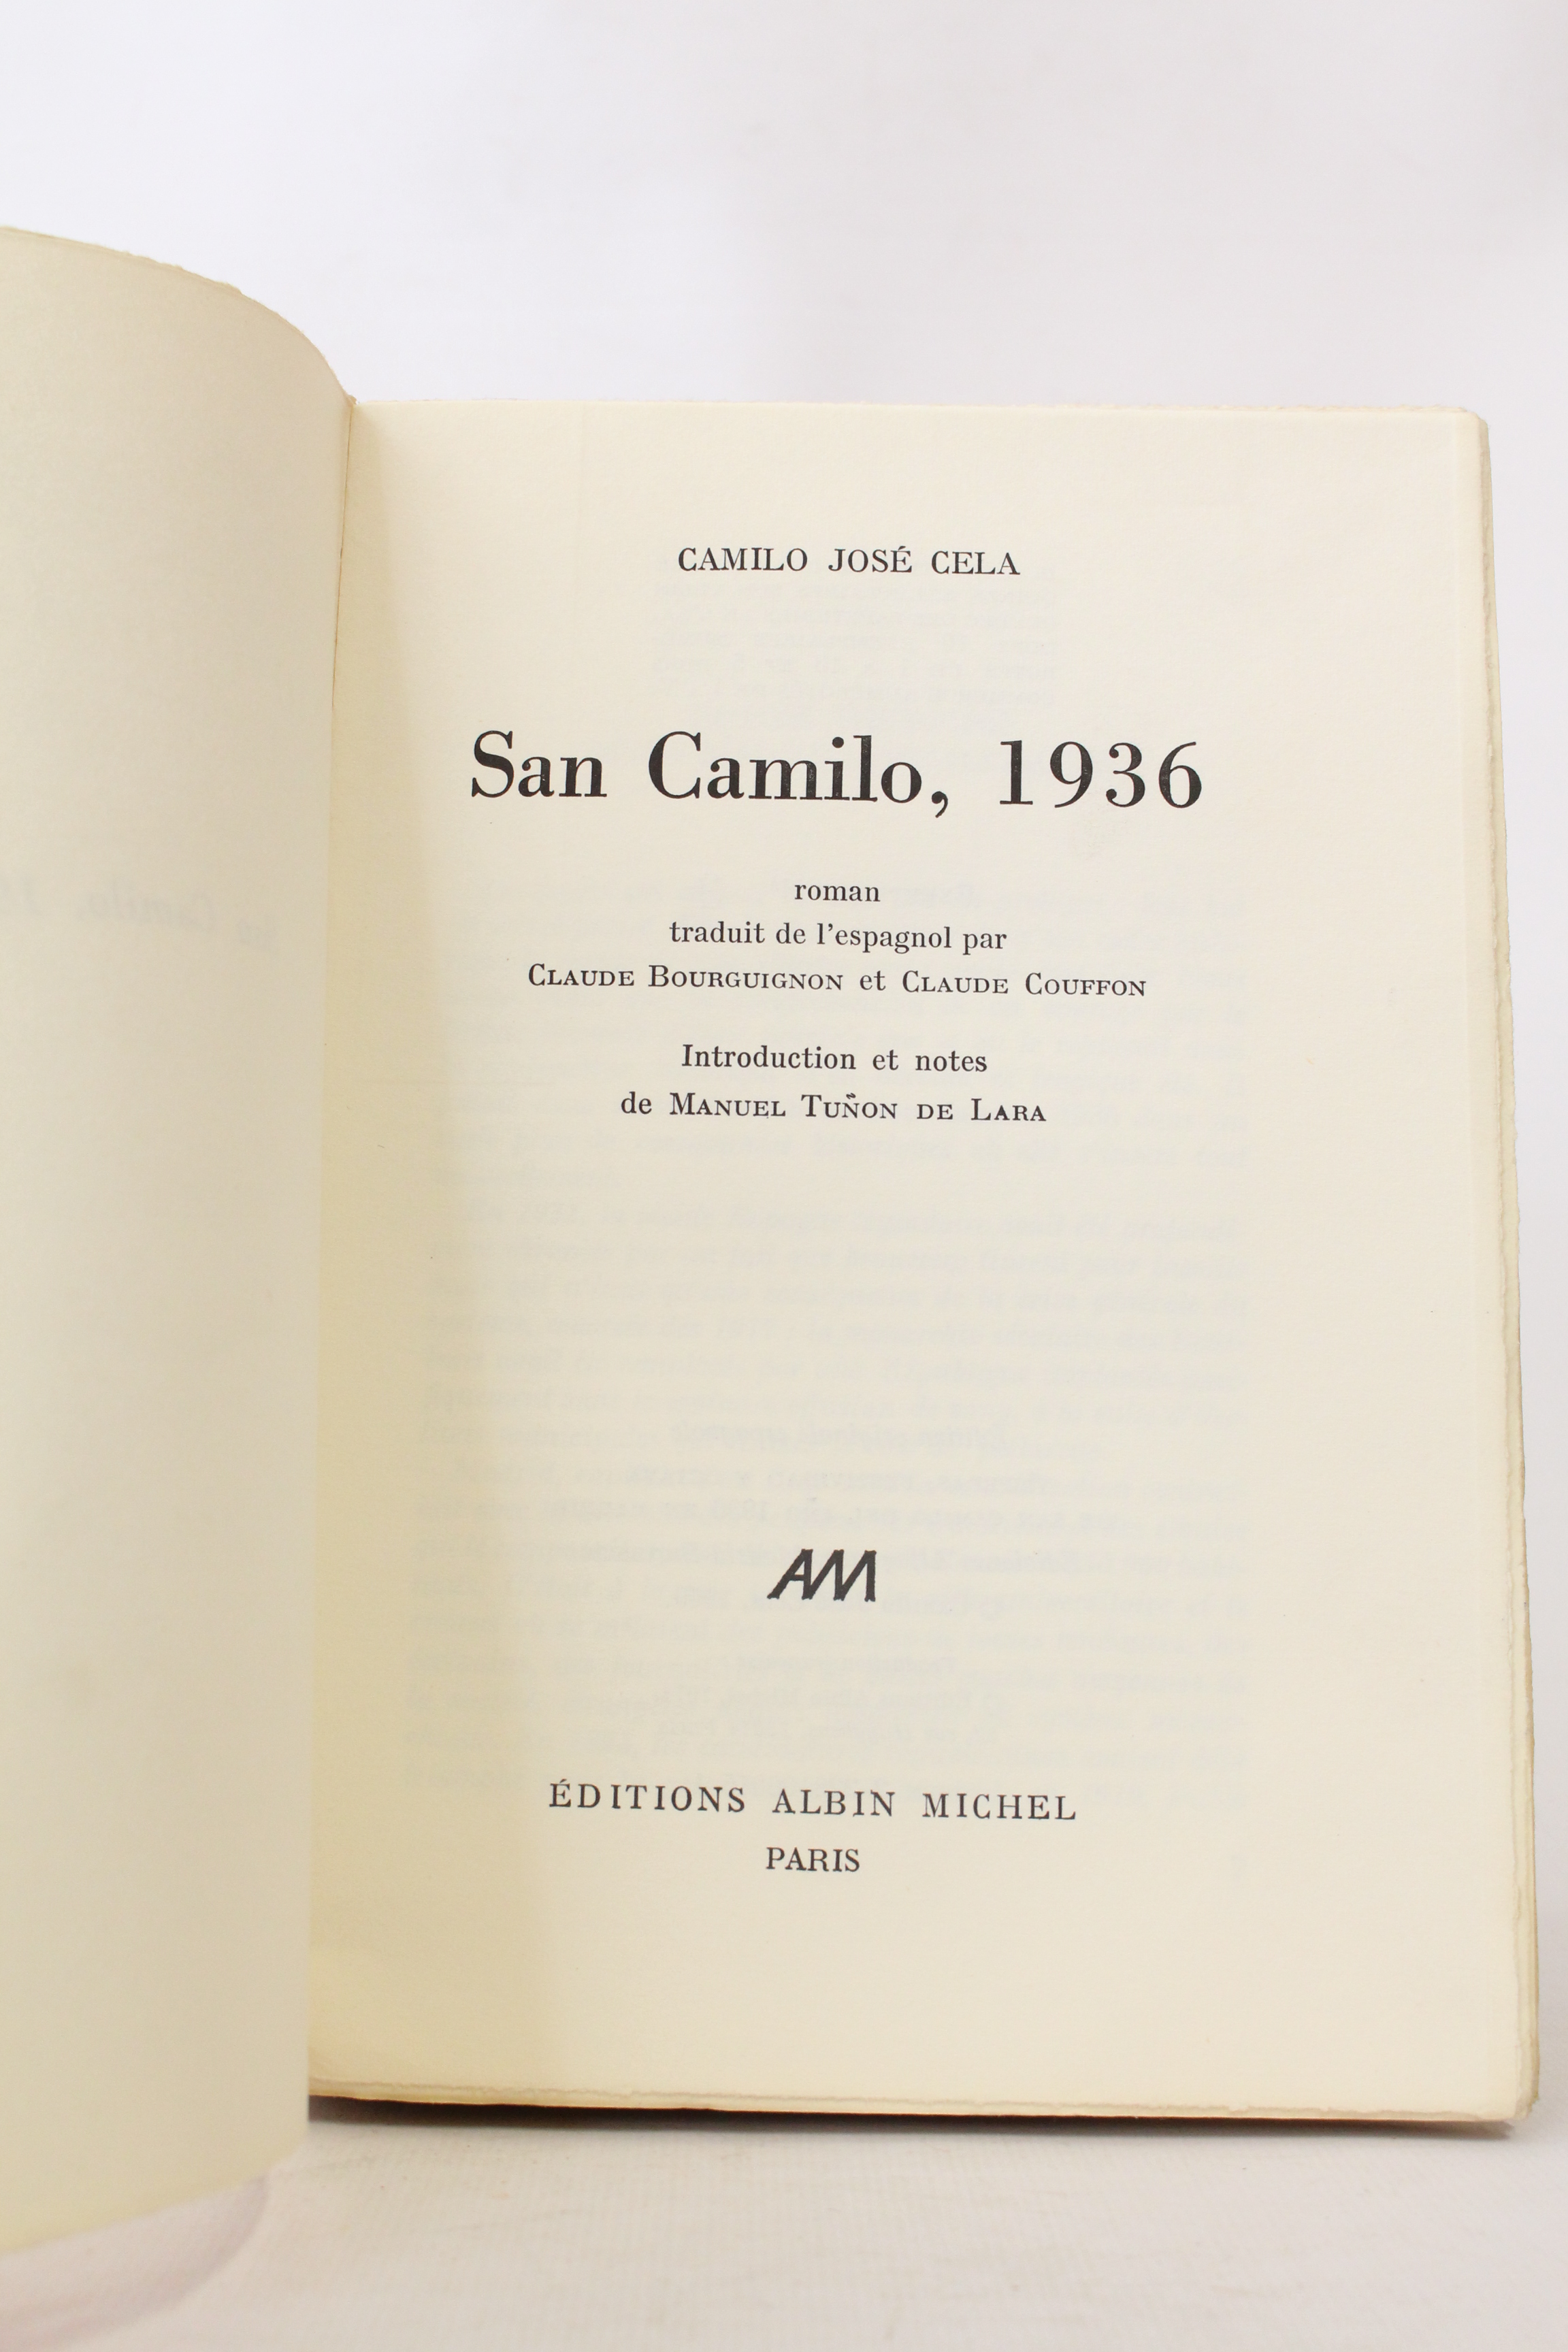 CAMILO JOSÉ CELA
San Camilo, 1936
roman
traduit de l'espagnol par
CLAUDE BOURGUIGNON et CLAUDE COUFFON
Introduction et notes
de MANUEL TUÑON DE LARA
AM
ÉDITIONS ALBIN MICHEL
PARIS